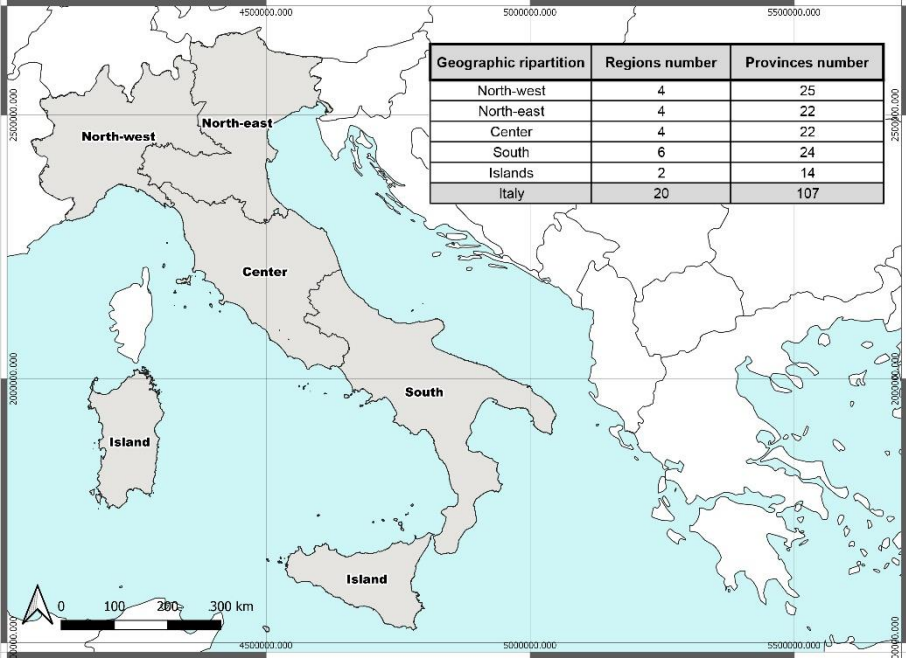 4500000.000 5000000.000 5500000.000
Geographic ripartition Regions number Provinces number
North-west 4 25
North-east 4 22
Center 4 22
South 6 24
Islands 2 14
Italy 20 107
2500000.000 2500000.000
North-west
North-east
Center
2000000.000 2000000.000
South
Island
Island
0 100 200 300 km
4500000.000 5000000.000 5500000.000